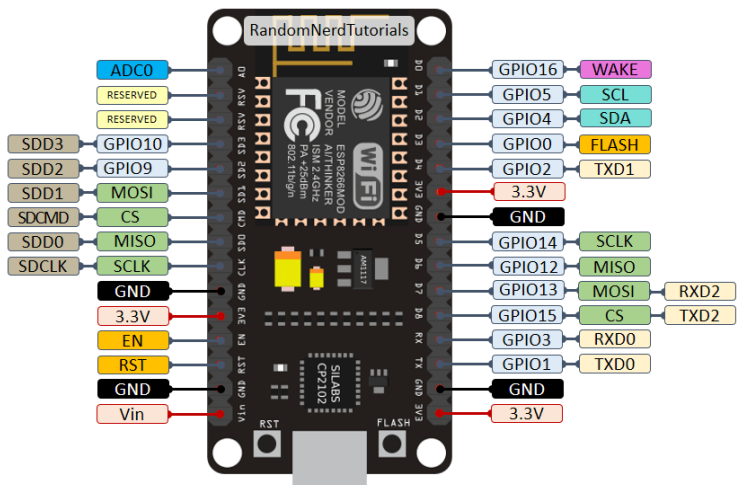 RandomNerdTutorials
ADC0
RESERVED
RESERVED
SDD3 GPIO10
SDD2 GPIO9
SDD1 MOSI
SDCMD CS
SDD0 MISO
SDCLK SCLK
GND
3.3V
EN
RST
GND
Vin
A0
RSV
RSV
SD3
SD2
SD1
CMD
SD0
CLK
GND
3V3
EN
RST
GND
Vin
MODEL ESP8266MOD
VENDOR AI/THINKER
ISM 2.4GHz
PA +25dBm
802.11b/g/n
FC
WiFi
AM1117
SILABS
CP2102
RST
FLASH
D0
D1
D2
D3
D4
3V3
GND
D5
D6
D7
D8
RX
TX
GND
3V3
GPIO16 WAKE
GPIO5 SCL
GPIO4 SDA
GPIO0 FLASH
GPIO2 TXD1
3.3V
GND
GPIO14 SCLK
GPIO12 MISO
GPIO13 MOSI RXD2
GPIO15 CS TXD2
GPIO3 RXD0
GPIO1 TXD0
GND
3.3V